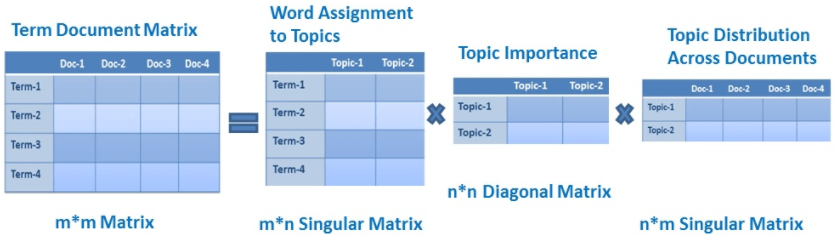 Term Document Matrix
Doc-1 Doc-2 Doc-3 Doc-4
Term-1
Term-2
Term-3
Term-4
m*m Matrix
Word Assignment
to Topics
Topic-1 Topic-2
Term-1
Term-2
Term-3
Term-4
m*n Singular Matrix
Topic Importance
Topic-1 Topic-2
Topic-1
Topic-2
n*n Diagonal Matrix
Topic Distribution
Across Documents
Doc-1 Doc-2 Doc-3 Doc-4
Topic-1
Topic-2
n*m Singular Matrix